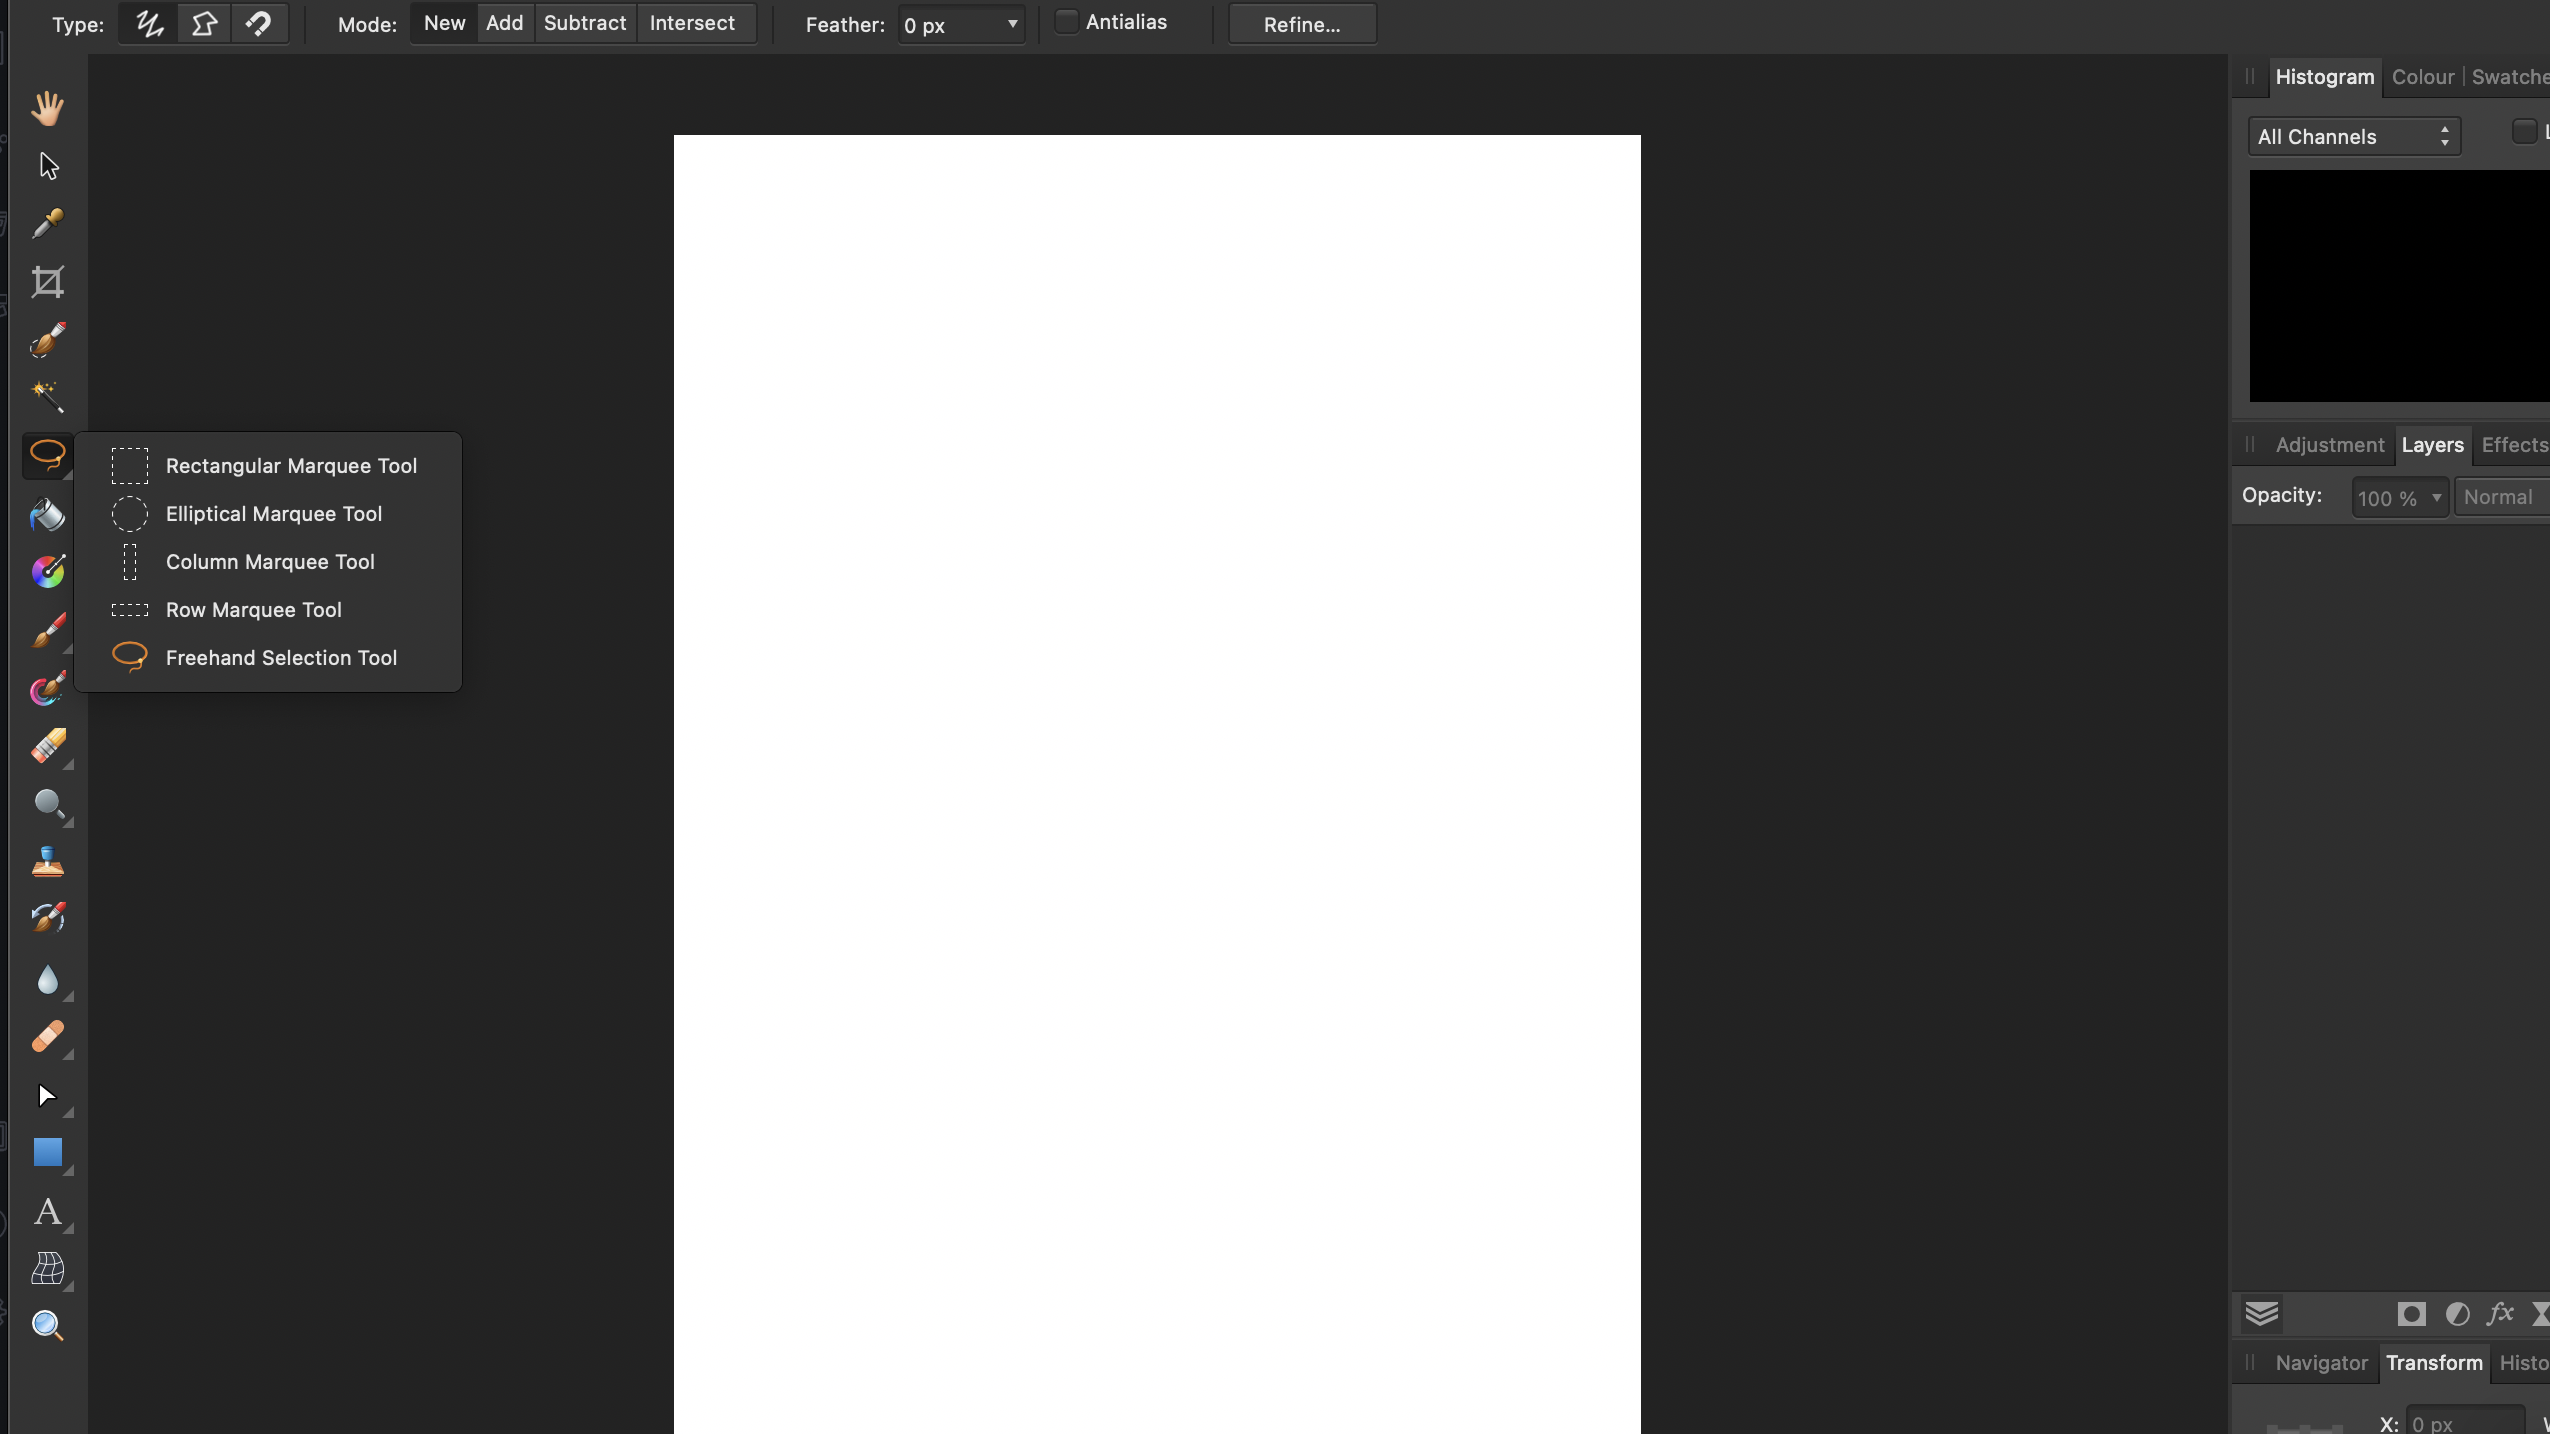 Type:
Mode: New Add Subtract Intersect
Feather: 0 px
Antialias
Refine...
Histogram Colour Swatche
All Channels
Rectangular Marquee Tool
Elliptical Marquee Tool
Column Marquee Tool
Row Marquee Tool
Freehand Selection Tool
Adjustment Layers Effects
Opacity: 100 % Normal
A
fx
Navigator Transform Histo
X: 0 px